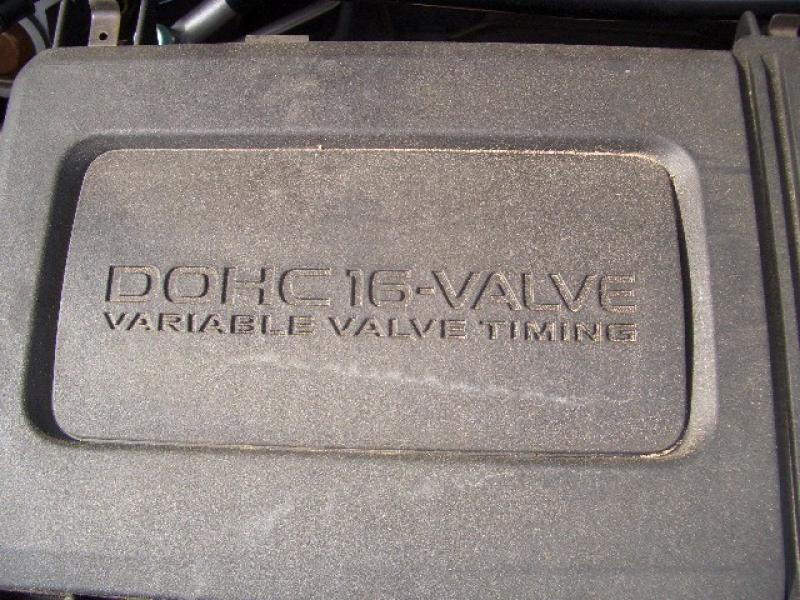 DOHC 16-VALVE
VARIABLE VALVE TIMING